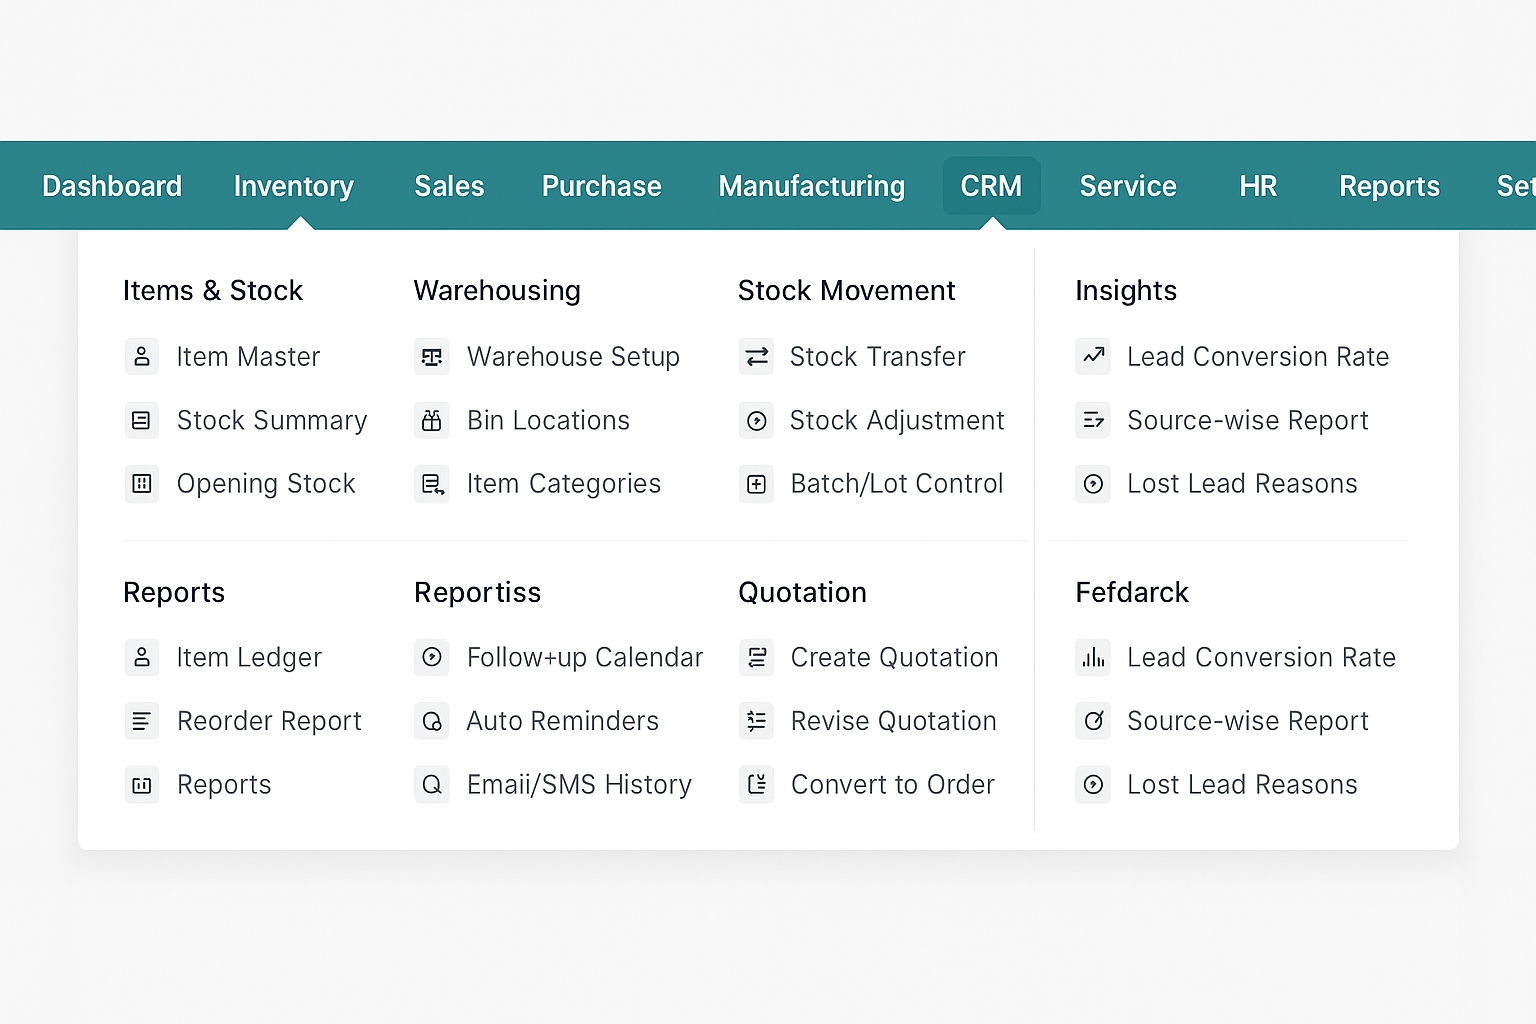 Dashboard Inventory Sales Purchase Manufacturing CRM Service HR Reports Set
Items & Stock
Item Master
Stock Summary
Opening Stock
Warehousing
Warehouse Setup
Bin Locations
Item Categories
Stock Movement
Stock Transfer
Stock Adjustment
Batch/Lot Control
Insights
Lead Conversion Rate
Source-wise Report
Lost Lead Reasons
Reports
Item Ledger
Reorder Report
Reports
Reportiss
Follow+up Calendar
Auto Reminders
Emaii/SMS History
Quotation
Create Quotation
Revise Quotation
Convert to Order
Fefdarck
Lead Conversion Rate
Source-wise Report
Lost Lead Reasons